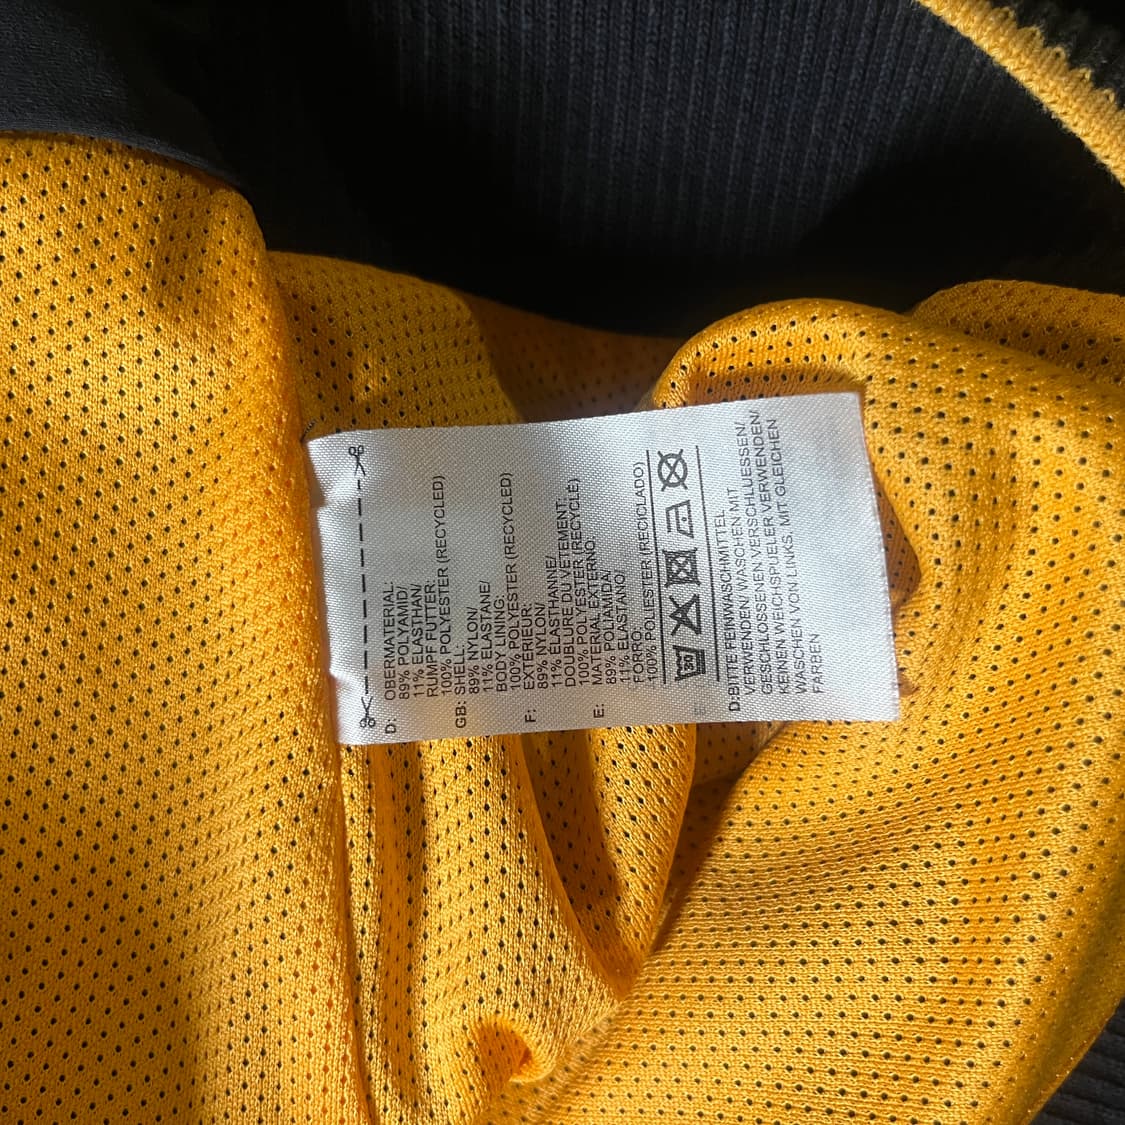 D: OBERMATERIAL:
89% POLYAMID/
11% ELASTHAN/
RUMPF FUTTER:
100% POLYESTER (RECYCLED)
GB: SHELL:
89% NYLON/
11% ELASTANE/
BODY LINING:
100% POLYESTER (RECYCLED)
F: EXTÉRIEUR:
89% NYLON/
11% ELASTHANNE/
DOUBLURE DU VETEMENT:
100% POLYESTER (RECYCLÉ)
E: MATERIAL EXTERNO:
89% POLIAMIDA/
11% ELASTANO/
FORRO:
100% POLIESTER (RECICLADO)
30
E
D:BITTE FEINWASCHMITTEL
VERWENDEN/WASCHEN MIT
GESCHLOSSENEN VERSCHLUESSEN/
KEINEN WEICHSPUELER VERWENDEN/
WASCHEN VON LINKS, MIT GLEICHEN
FARBEN